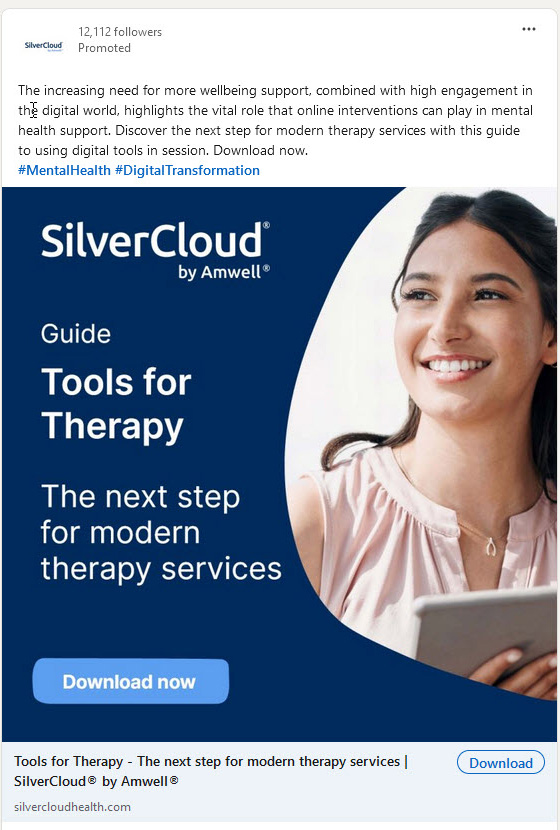 SilverCloud
12,112 followers
Promoted
The increasing need for more wellbeing support, combined with high engagement in
the digital world, highlights the vital role that online interventions can play in mental
health support. Discover the next step for modern therapy services with this guide
to using digital tools in session. Download now.
#MentalHealth #DigitalTransformation
SilverCloud®
by Amwell®
Guide
Tools for
Therapy
The next step
for modern
therapy services
Download now
Tools for Therapy - The next step for modern therapy services |
SilverCloud® by Amwell®
Download
silvercloudhealth.com